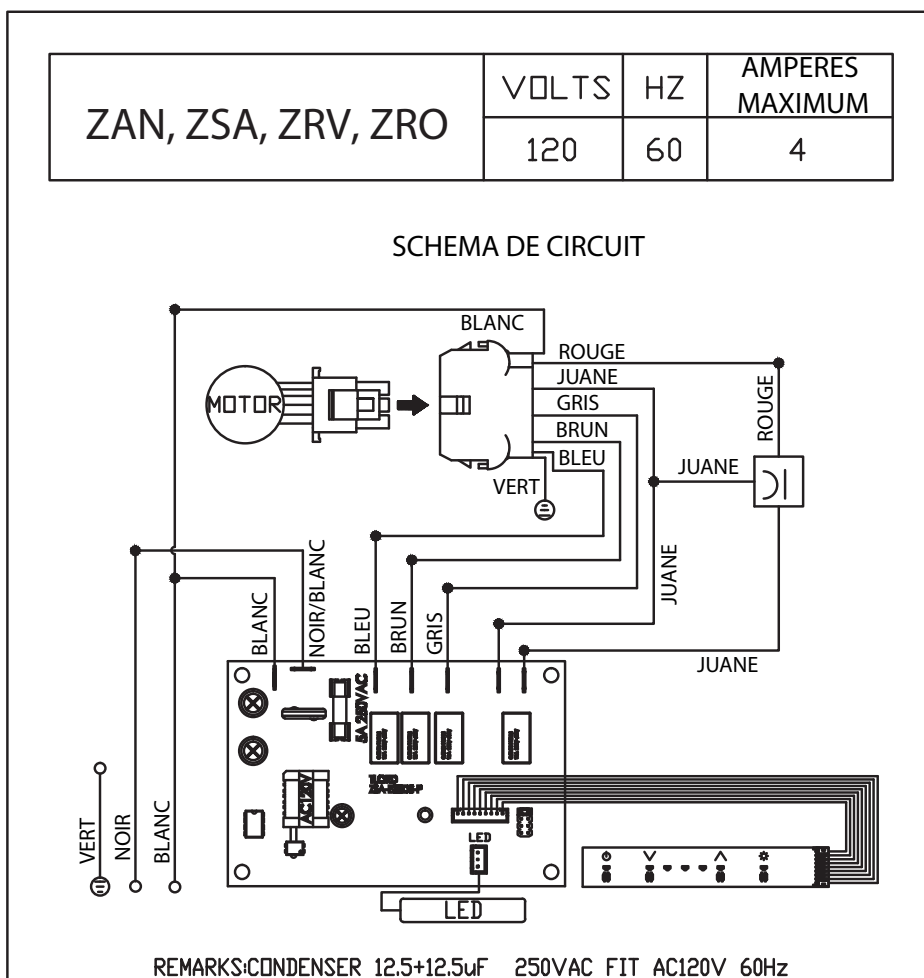 ZAN, ZSA, ZRV, ZRO
VOLTS
HZ
AMPERES
MAXIMUM
120
60
4
SCHEMA DE CIRCUIT
BLANC
ROUGE
JUANE
GRIS
BRUN
BLEU
VERT
MOTOR
ROUGE
JUANE
JUANE
JUANE
BLANC
NOIR/BLANC
BLEU
BRUN
GRIS
5A 250VAC
AC120V
LED
LED
VERT
NOIR
BLANC
REMARKS:CONDENSER 12.5+12.5uF 250VAC FIT AC120V 60Hz